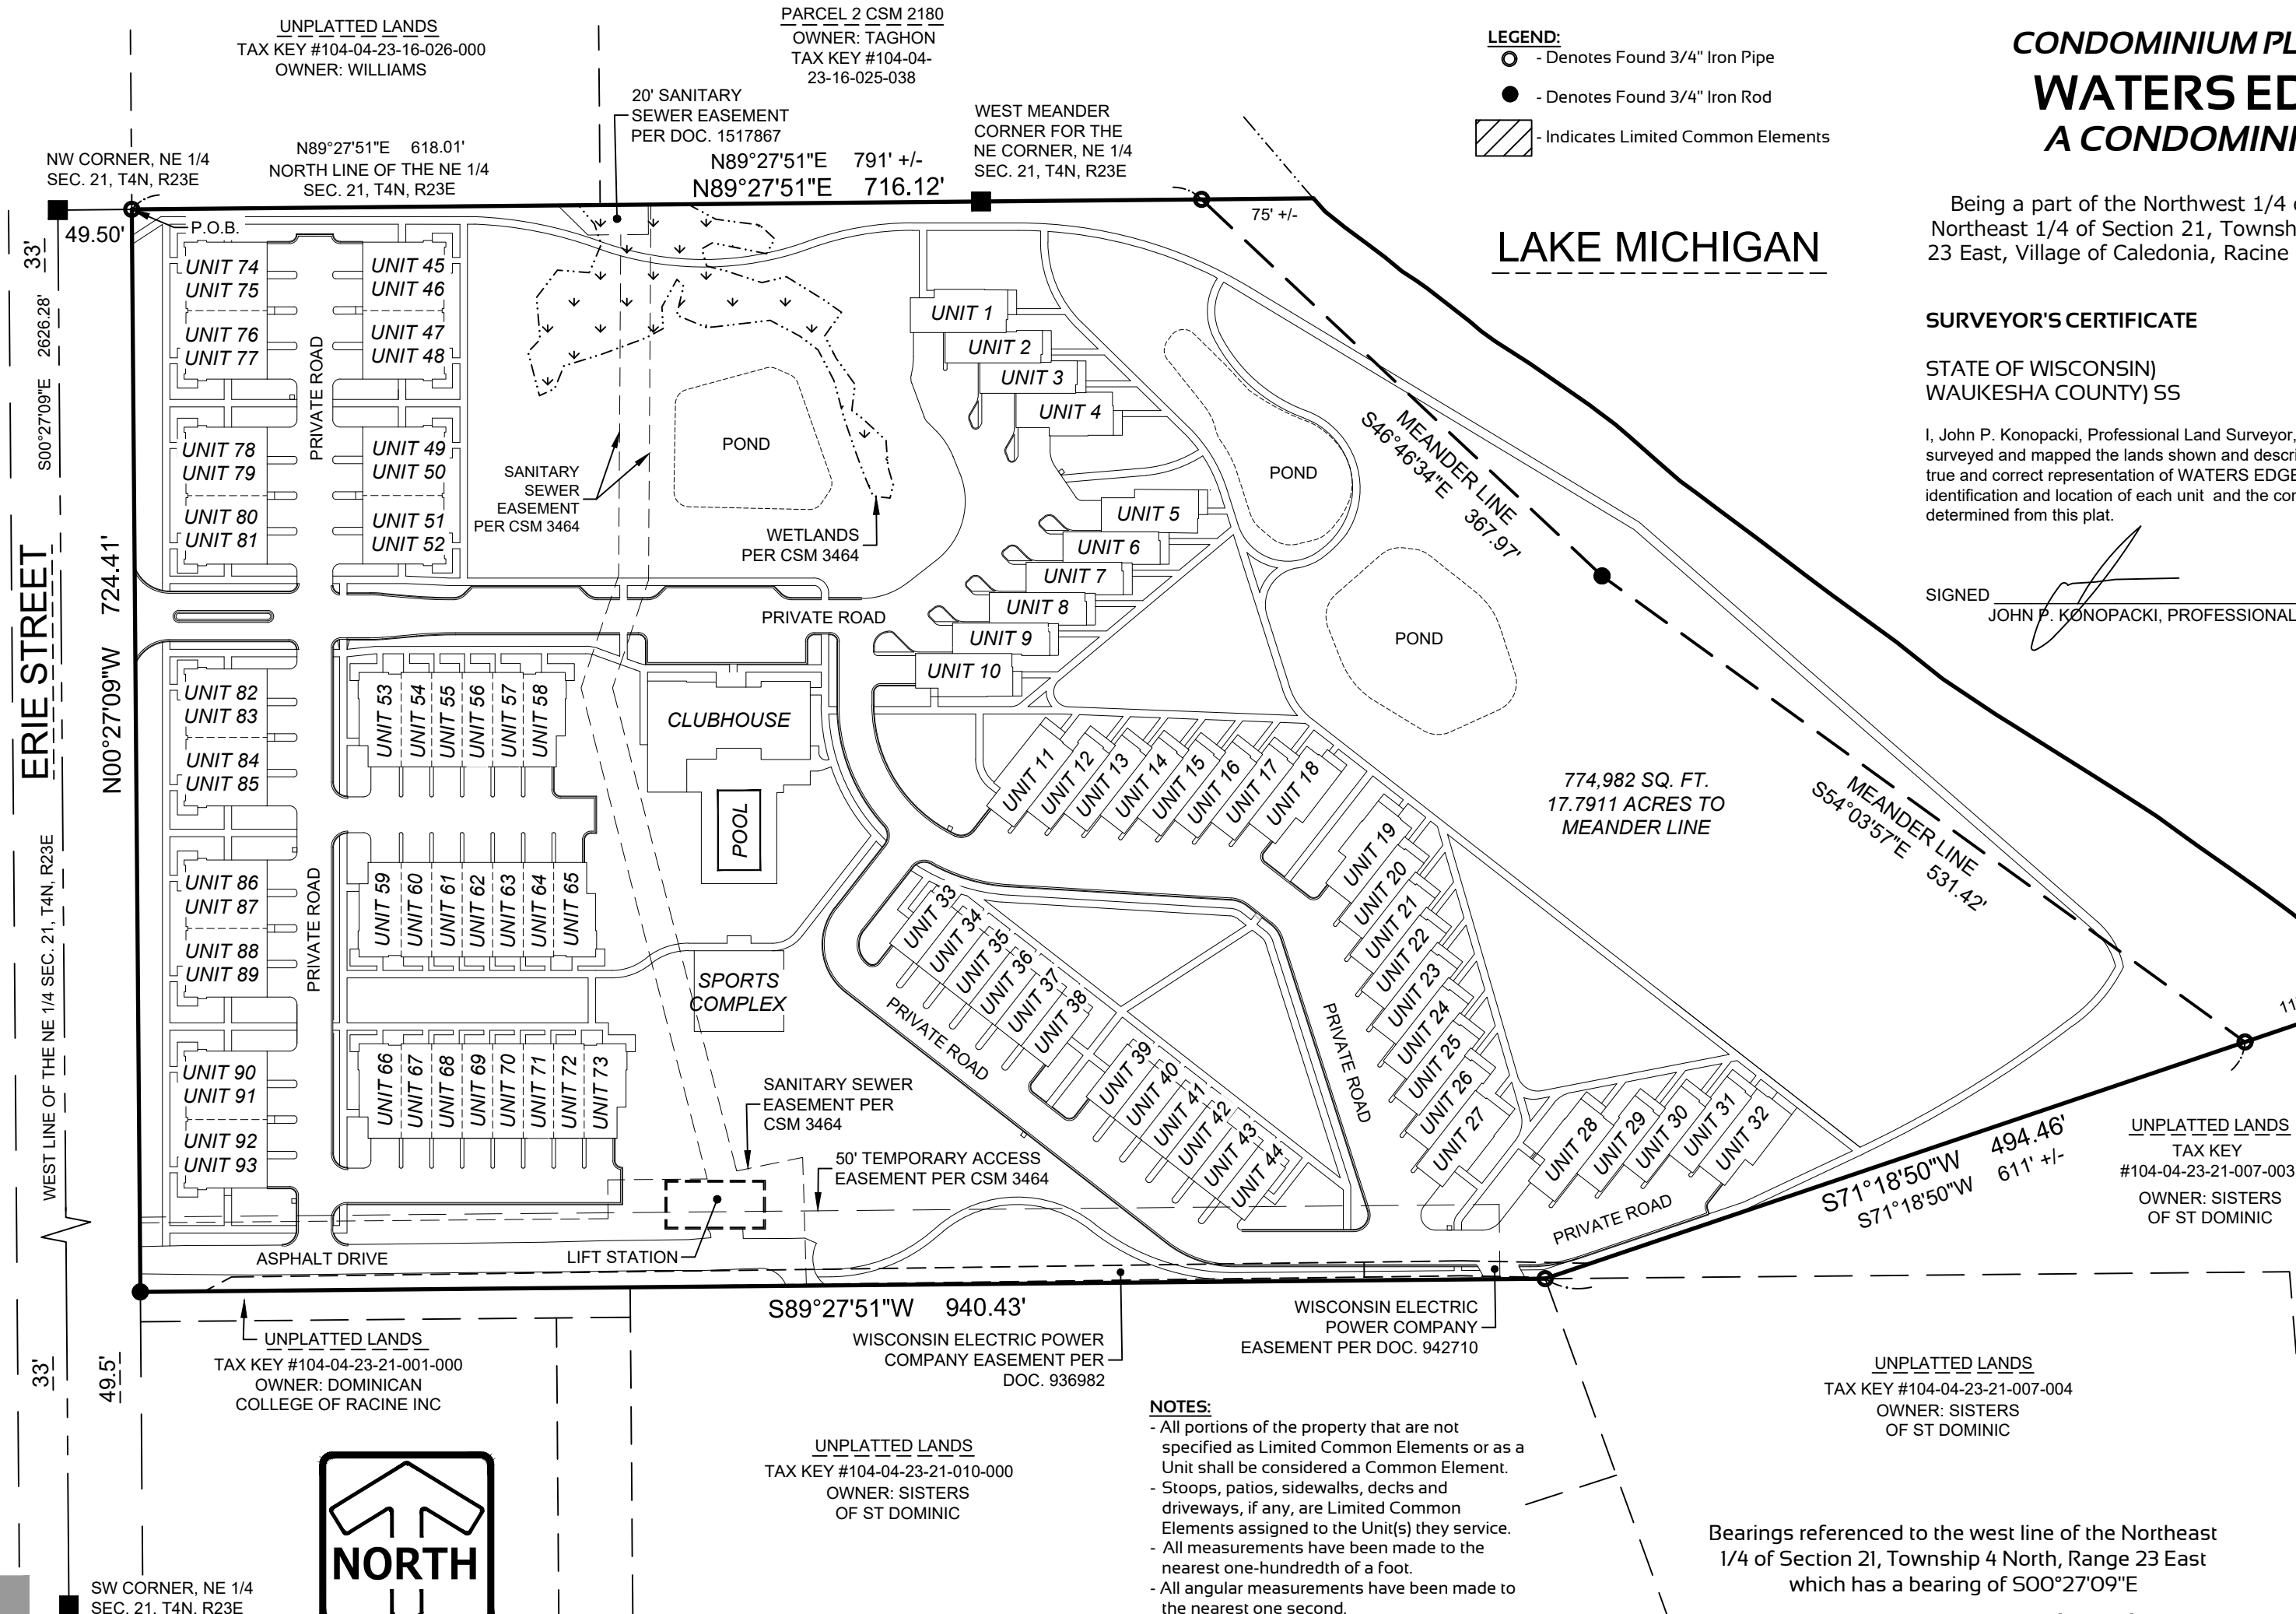 UNPLATTED LANDS
TAX KEY #104-04-23-16-026-000
OWNER: WILLIAMS
PARCEL 2 CSM 2180
OWNER: TAGHON
TAX KEY #104-04-
23-16-025-038
20' SANITARY
SEWER EASEMENT
PER DOC. 1517867
WEST MEANDER
CORNER FOR THE
NE CORNER, NE 1/4
SEC. 21, T4N, R23E
NW CORNER, NE 1/4
SEC. 21, T4N, R23E
N89°27'51"E 618.01'
NORTH LINE OF THE NE 1/4
SEC. 21, T4N, R23E
N89°27'51"E 791' +/-
N89°27'51"E 716.12'
LEGEND:
- Denotes Found 3/4" Iron Pipe
- Denotes Found 3/4" Iron Rod
- Indicates Limited Common Elements
CONDOMINIUM
WATERS
A
Being a part of the Northwest 1/4
Northeast 1/4 of Section 21,
23 East, Village of Caledonia, Racine
LAKE MICHIGAN
SURVEYOR'S CERTIFICATE
STATE OF WISCONSIN)
WAUKESHA COUNTY) SS
I, John P. Konopacki, Professional Land Surveyor,
surveyed and mapped the lands shown and
true and correct representation of WATERS EDGE
identification and location of each unit and the
determined from this plat.
SIGNED
JOHN P. KONOPACKI, PROFESSIONAL
49.50'
P.O.B.
75' +/-
33'
S00°27'09"E 2626.28'
ERIE STREET
N00°27'09"W 724.41'
WEST LINE OF THE NE 1/4 SEC. 21, T4N, R23E
33'
49.5'
UNIT 74
UNIT 75
UNIT 76
UNIT 77
UNIT 78
UNIT 79
UNIT 80
UNIT 81
UNIT 82
UNIT 83
UNIT 84
UNIT 85
UNIT 86
UNIT 87
UNIT 88
UNIT 89
UNIT 90
UNIT 91
UNIT 92
UNIT 93
PRIVATE ROAD
PRIVATE ROAD
UNIT 45
UNIT 46
UNIT 47
UNIT 48
UNIT 49
UNIT 50
UNIT 51
UNIT 52
UNIT 53
UNIT 54
UNIT 55
UNIT 56
UNIT 57
UNIT 58
UNIT 59
UNIT 60
UNIT 61
UNIT 62
UNIT 63
UNIT 64
UNIT 65
UNIT 66
UNIT 67
UNIT 68
UNIT 69
UNIT 70
UNIT 71
UNIT 72
UNIT 73
SANITARY
SEWER
EASEMENT
PER CSM 3464
POND
WETLANDS
PER CSM 3464
PRIVATE ROAD
CLUBHOUSE
POOL
SPORTS
COMPLEX
UNIT 1
UNIT 2
UNIT 3
UNIT 4
UNIT 5
UNIT 6
UNIT 7
UNIT 8
UNIT 9
UNIT 10
POND
POND
MEANDER LINE
S46°46'34"E 367.97'
MEANDER LINE
S54°03'57"E 531.42'
774,982 SQ. FT.
17.7911 ACRES TO
MEANDER LINE
UNIT 11
UNIT 12
UNIT 13
UNIT 14
UNIT 15
UNIT 16
UNIT 17
UNIT 18
UNIT 19
UNIT 20
UNIT 21
UNIT 22
UNIT 23
UNIT 24
UNIT 25
UNIT 26
UNIT 27
UNIT 28
UNIT 29
UNIT 30
UNIT 31
UNIT 32
UNIT 33
UNIT 34
UNIT 35
UNIT 36
UNIT 37
UNIT 38
UNIT 39
UNIT 40
UNIT 41
UNIT 42
UNIT 43
UNIT 44
PRIVATE ROAD
PRIVATE ROAD
PRIVATE ROAD
SANITARY SEWER
EASEMENT PER
CSM 3464
50' TEMPORARY ACCESS
EASEMENT PER CSM 3464
ASPHALT DRIVE
LIFT STATION
S71°18'50"W 494.46'
S71°18'50"W 611' +/-
UNPLATTED LANDS
TAX KEY
#104-04-23-21-007-003
OWNER: SISTERS
OF ST DOMINIC
S89°27'51"W 940.43'
WISCONSIN ELECTRIC POWER
COMPANY EASEMENT PER
DOC. 936982
WISCONSIN ELECTRIC
POWER COMPANY
EASEMENT PER DOC. 942710
UNPLATTED LANDS
TAX KEY #104-04-23-21-001-000
OWNER: DOMINICAN
COLLEGE OF RACINE INC
UNPLATTED LANDS
TAX KEY #104-04-23-21-010-000
OWNER: SISTERS
OF ST DOMINIC
UNPLATTED LANDS
TAX KEY #104-04-23-21-007-004
OWNER: SISTERS
OF ST DOMINIC
NORTH
SW CORNER, NE 1/4
SEC. 21, T4N, R23E
NOTES:
- All portions of the property that are not
specified as Limited Common Elements or as a
Unit shall be considered a Common Element.
- Stoops, patios, sidewalks, decks and
driveways, if any, are Limited Common
Elements assigned to the Unit(s) they service.
- All measurements have been made to the
nearest one-hundredth of a foot.
- All angular measurements have been made to
the nearest one second.
Bearings referenced to the west line of the Northeast
1/4 of Section 21, Township 4 North, Range 23 East
which has a bearing of S00°27'09"E